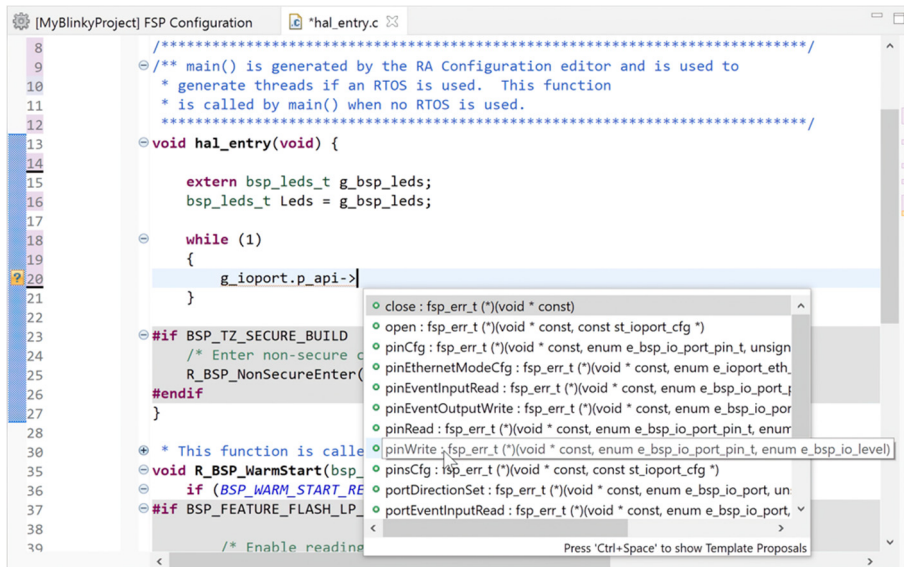 [MyBlinkyProject] FSP Configuration
*hal_entry.c
8 /******************************************************************************/
9 /** main() is generated by the RA Configuration editor and is used to
10 * generate threads if an RTOS is used. This function
11 * is called by main() when no RTOS is used.
12 ******************************************************************************/
13 void hal_entry(void) {
14
15 extern bsp_leds_t g_bsp_leds;
16 bsp_leds_t Leds = g_bsp_leds;
17
18 while (1)
19 {
20 g_ioport.p_api->
21 }
22
23 #if BSP_TZ_SECURE_BUILD
24 /* Enter non-secure c
25 R_BSP_NonSecureEnter(
26 #endif
27 }
28
30 * This function is calle
35 void R_BSP_WarmStart(bsp_
36 if (BSP_WARM_START_RE
37 #if BSP_FEATURE_FLASH_LP_
38
39 /* Enable reading
close : fsp_err_t (*)(void * const)
open : fsp_err_t (*)(void * const, const st_ioport_cfg *)
pinCfg : fsp_err_t (*)(void * const, enum e_bsp_io_port_pin_t, unsign
pinEthernetModeCfg : fsp_err_t (*)(void * const, enum e_ioport_eth_
pinEventInputRead : fsp_err_t (*)(void * const, enum e_bsp_io_port_p
pinEventOutputWrite : fsp_err_t (*)(void * const, enum e_bsp_io_por
pinRead : fsp_err_t (*)(void * const, enum e_bsp_io_port_pin_t, enum
pinWrite : fsp_err_t (*)(void * const, enum e_bsp_io_port_pin_t, enum e_bsp_io_level)
pinsCfg : fsp_err_t (*)(void * const, const st_ioport_cfg *)
portDirectionSet : fsp_err_t (*)(void * const, enum e_bsp_io_port, un
portEventInputRead : fsp_err_t (*)(void * const, enum e_bsp_io_port,
Press 'Ctrl+Space' to show Template Proposals